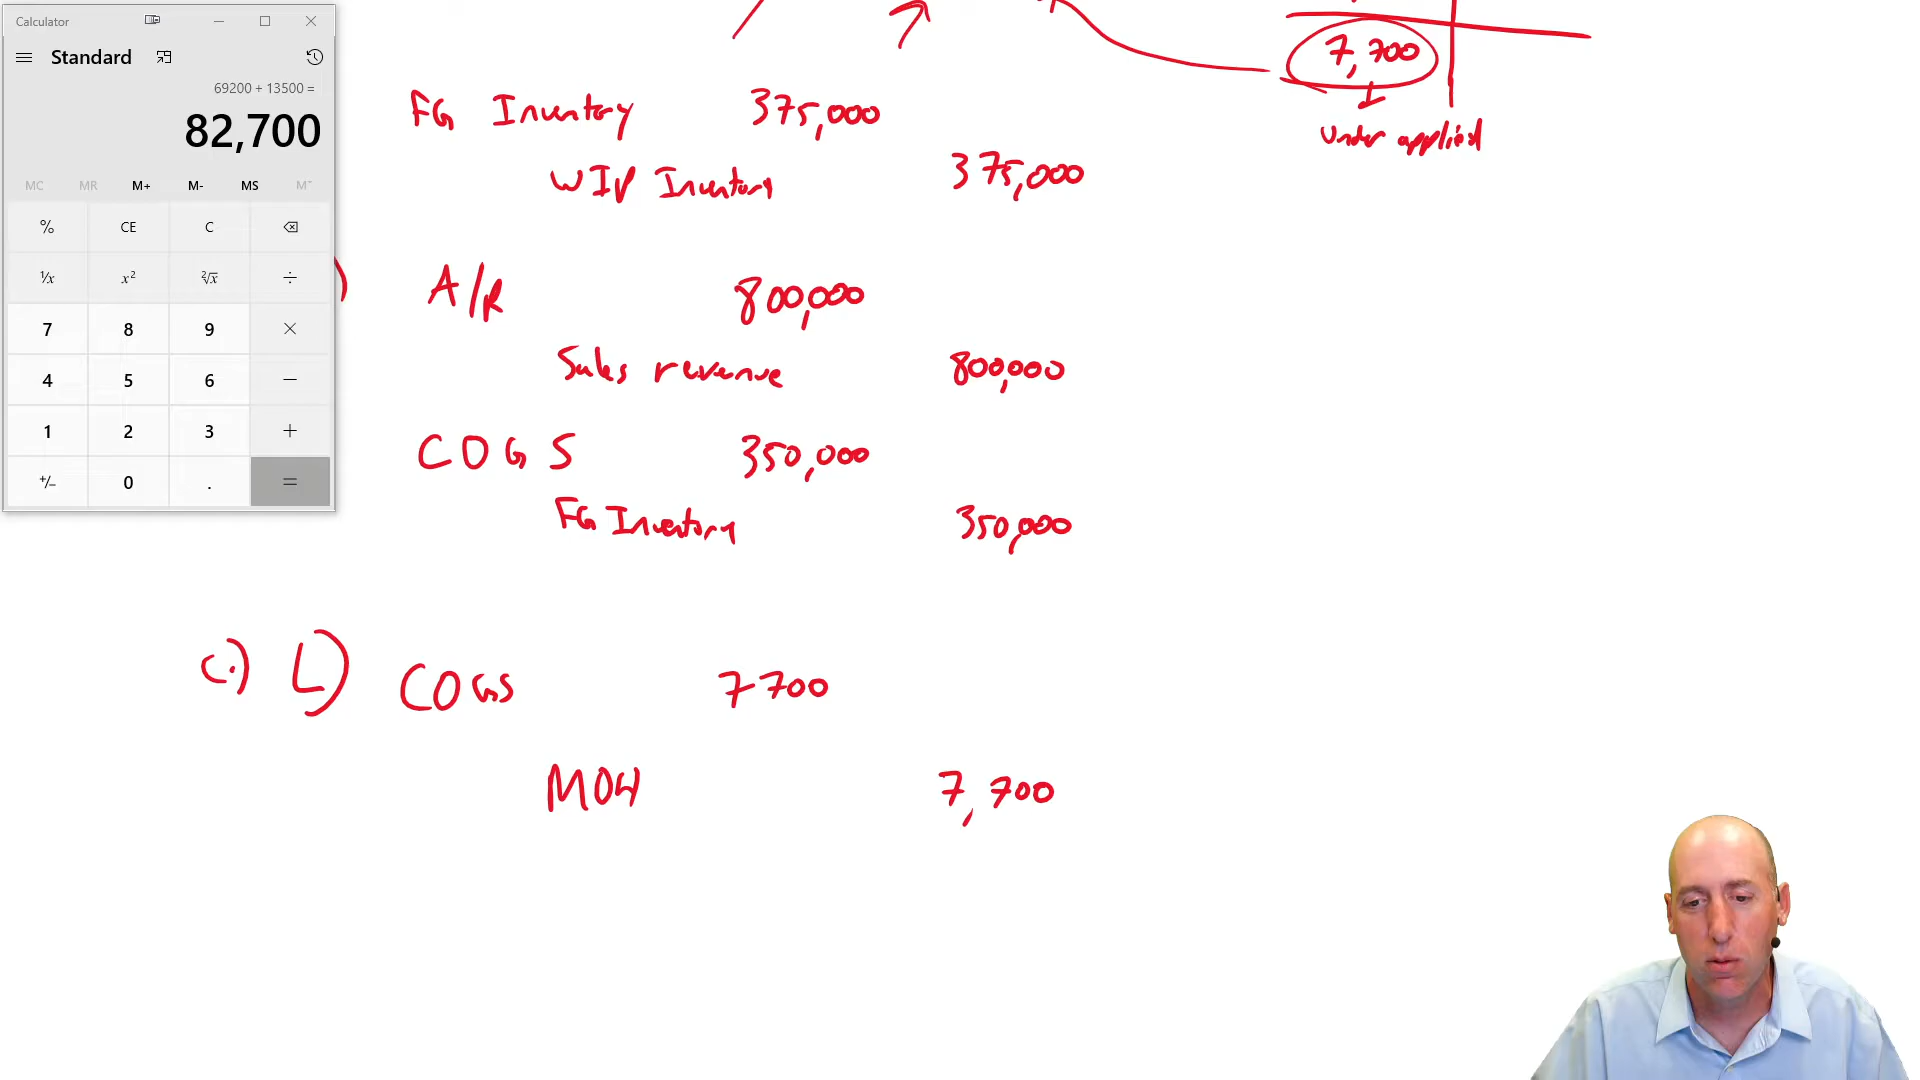 Calculator
Standard
69200 + 13500 =
82,700
MC MR M+ M- MS
% CE C
¹/x x² ²√x ÷
7 8 9 ×
4 5 6 −
1 2 3 +
+/− 0 . =
7,700
under applied
FG Inventory 375,000
WIP Inventory 375,000
) A/R 800,000
Sales revenue 800,000
COGS 350,000
FG Inventory 350,000
C.) L) COGS 7700
MOH 7,700